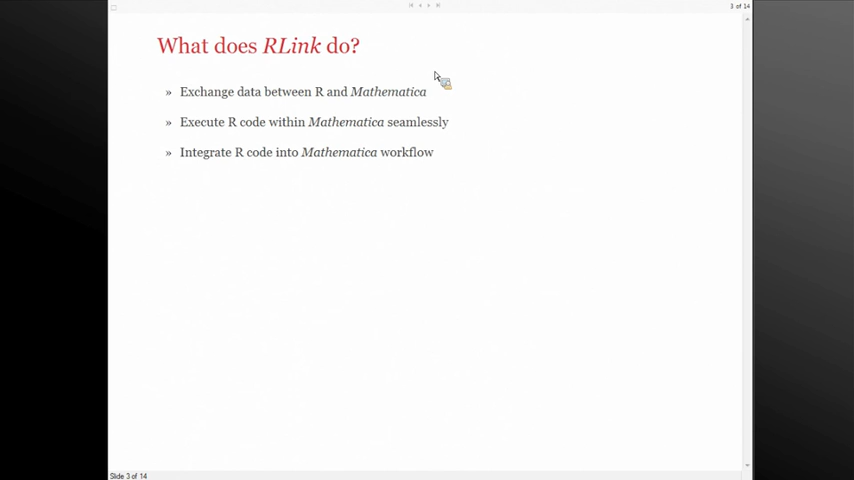 3 of 14
What does RLink do?
» Exchange data between R and Mathematica
» Execute R code within Mathematica seamlessly
» Integrate R code into Mathematica workflow
Slide 3 of 14